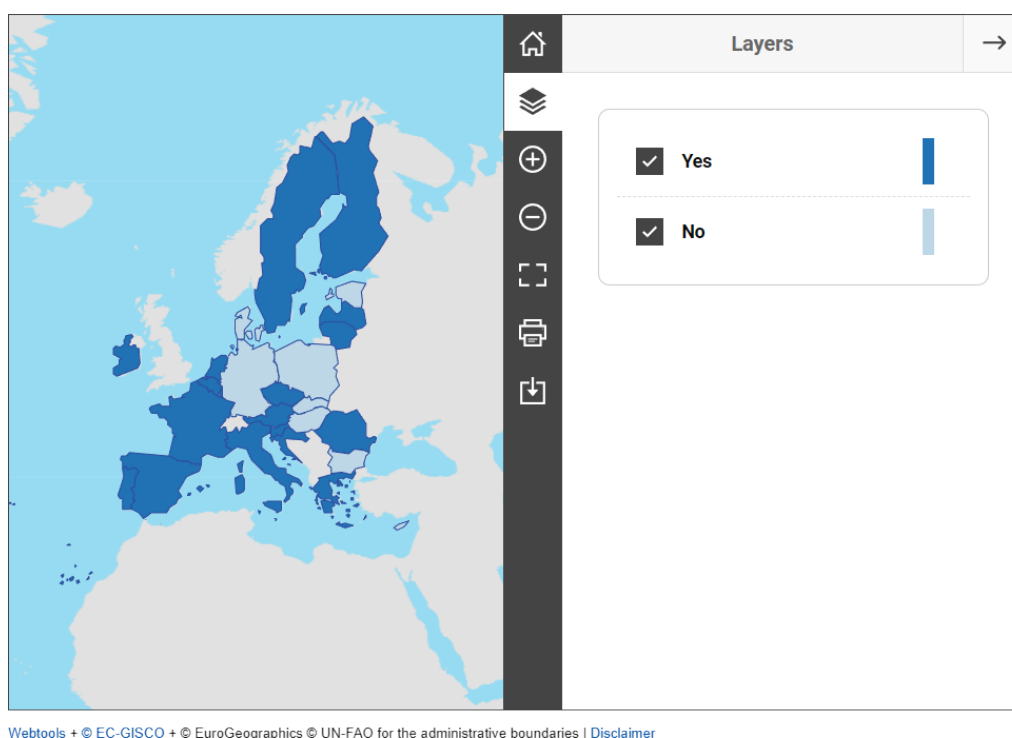 Layers
Yes
No
Webtools + © EC-GISCO + © EuroGeographics © UN-FAO for the administrative boundaries | Disclaimer